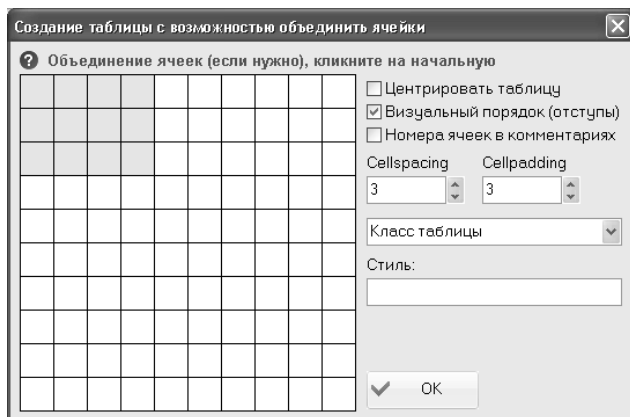 Создание таблицы с возможностью объединить ячейки
? Объединение ячеек (если нужно), кликните на начальную
Центрировать таблицу
Визуальный порядок (отступы)
Номера ячеек в комментариях
Cellspacing Cellpadding
3 3
Класс таблицы
Стиль:
OK